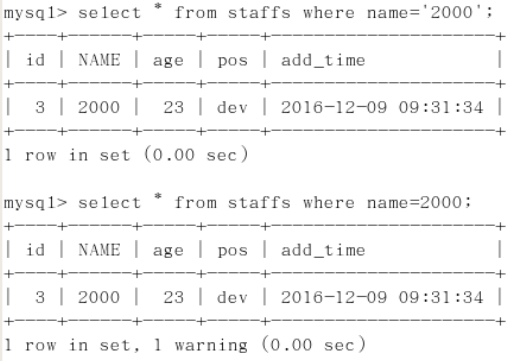 mysql> select * from staffs where name='2000';
+----+------+-----+-----+---------------------+
| id | NAME | age | pos | add_time            |
+----+------+-----+-----+---------------------+
|  3 | 2000 |  23 | dev | 2016-12-09 09:31:34 |
+----+------+-----+-----+---------------------+
1 row in set (0.00 sec)
mysql> select * from staffs where name=2000;
+----+------+-----+-----+---------------------+
| id | NAME | age | pos | add_time            |
+----+------+-----+-----+---------------------+
|  3 | 2000 |  23 | dev | 2016-12-09 09:31:34 |
+----+------+-----+-----+---------------------+
1 row in set, 1 warning (0.00 sec)